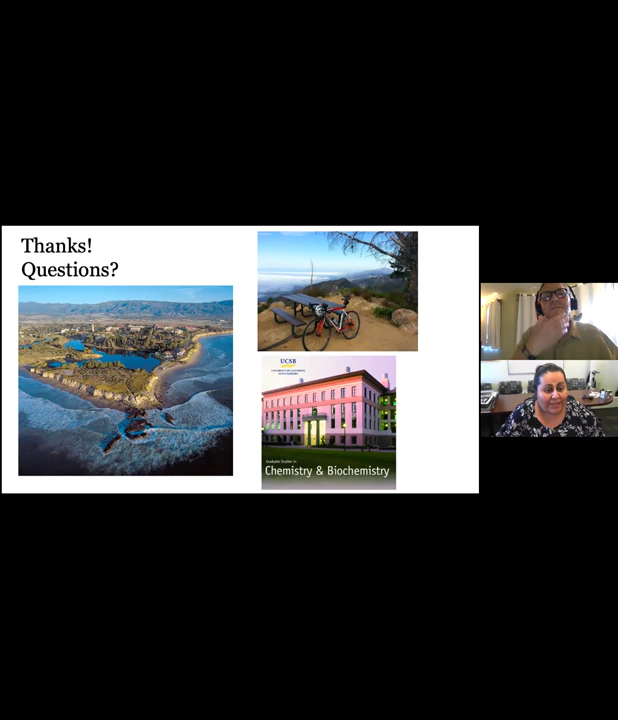 Thanks!
Questions?
UCSB
UNIVERSITY OF CALIFORNIA
SANTA BARBARA
Graduate Studies in
Chemistry & Biochemistry